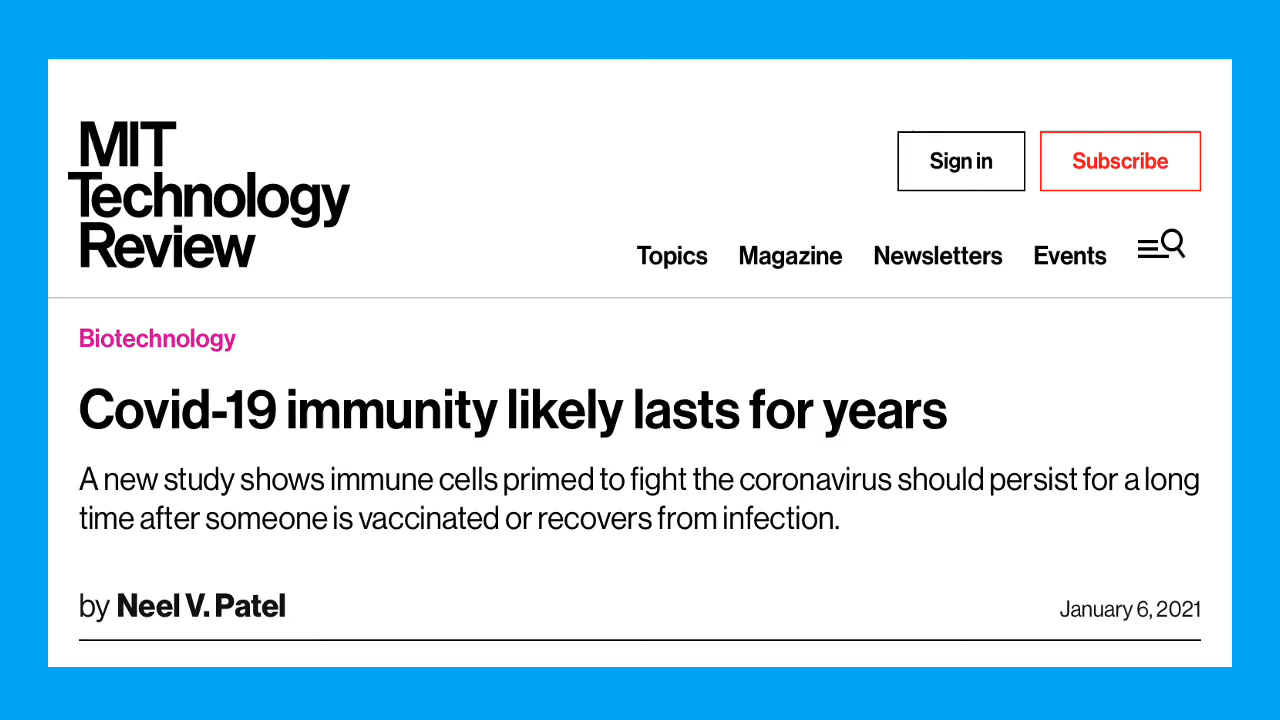 MIT
Technology
Review
Sign in
Subscribe
Topics
Magazine
Newsletters
Events
Biotechnology
Covid-19 immunity likely lasts for years
A new study shows immune cells primed to fight the coronavirus should persist for a long
time after someone is vaccinated or recovers from infection.
by Neel V. Patel
January 6, 2021